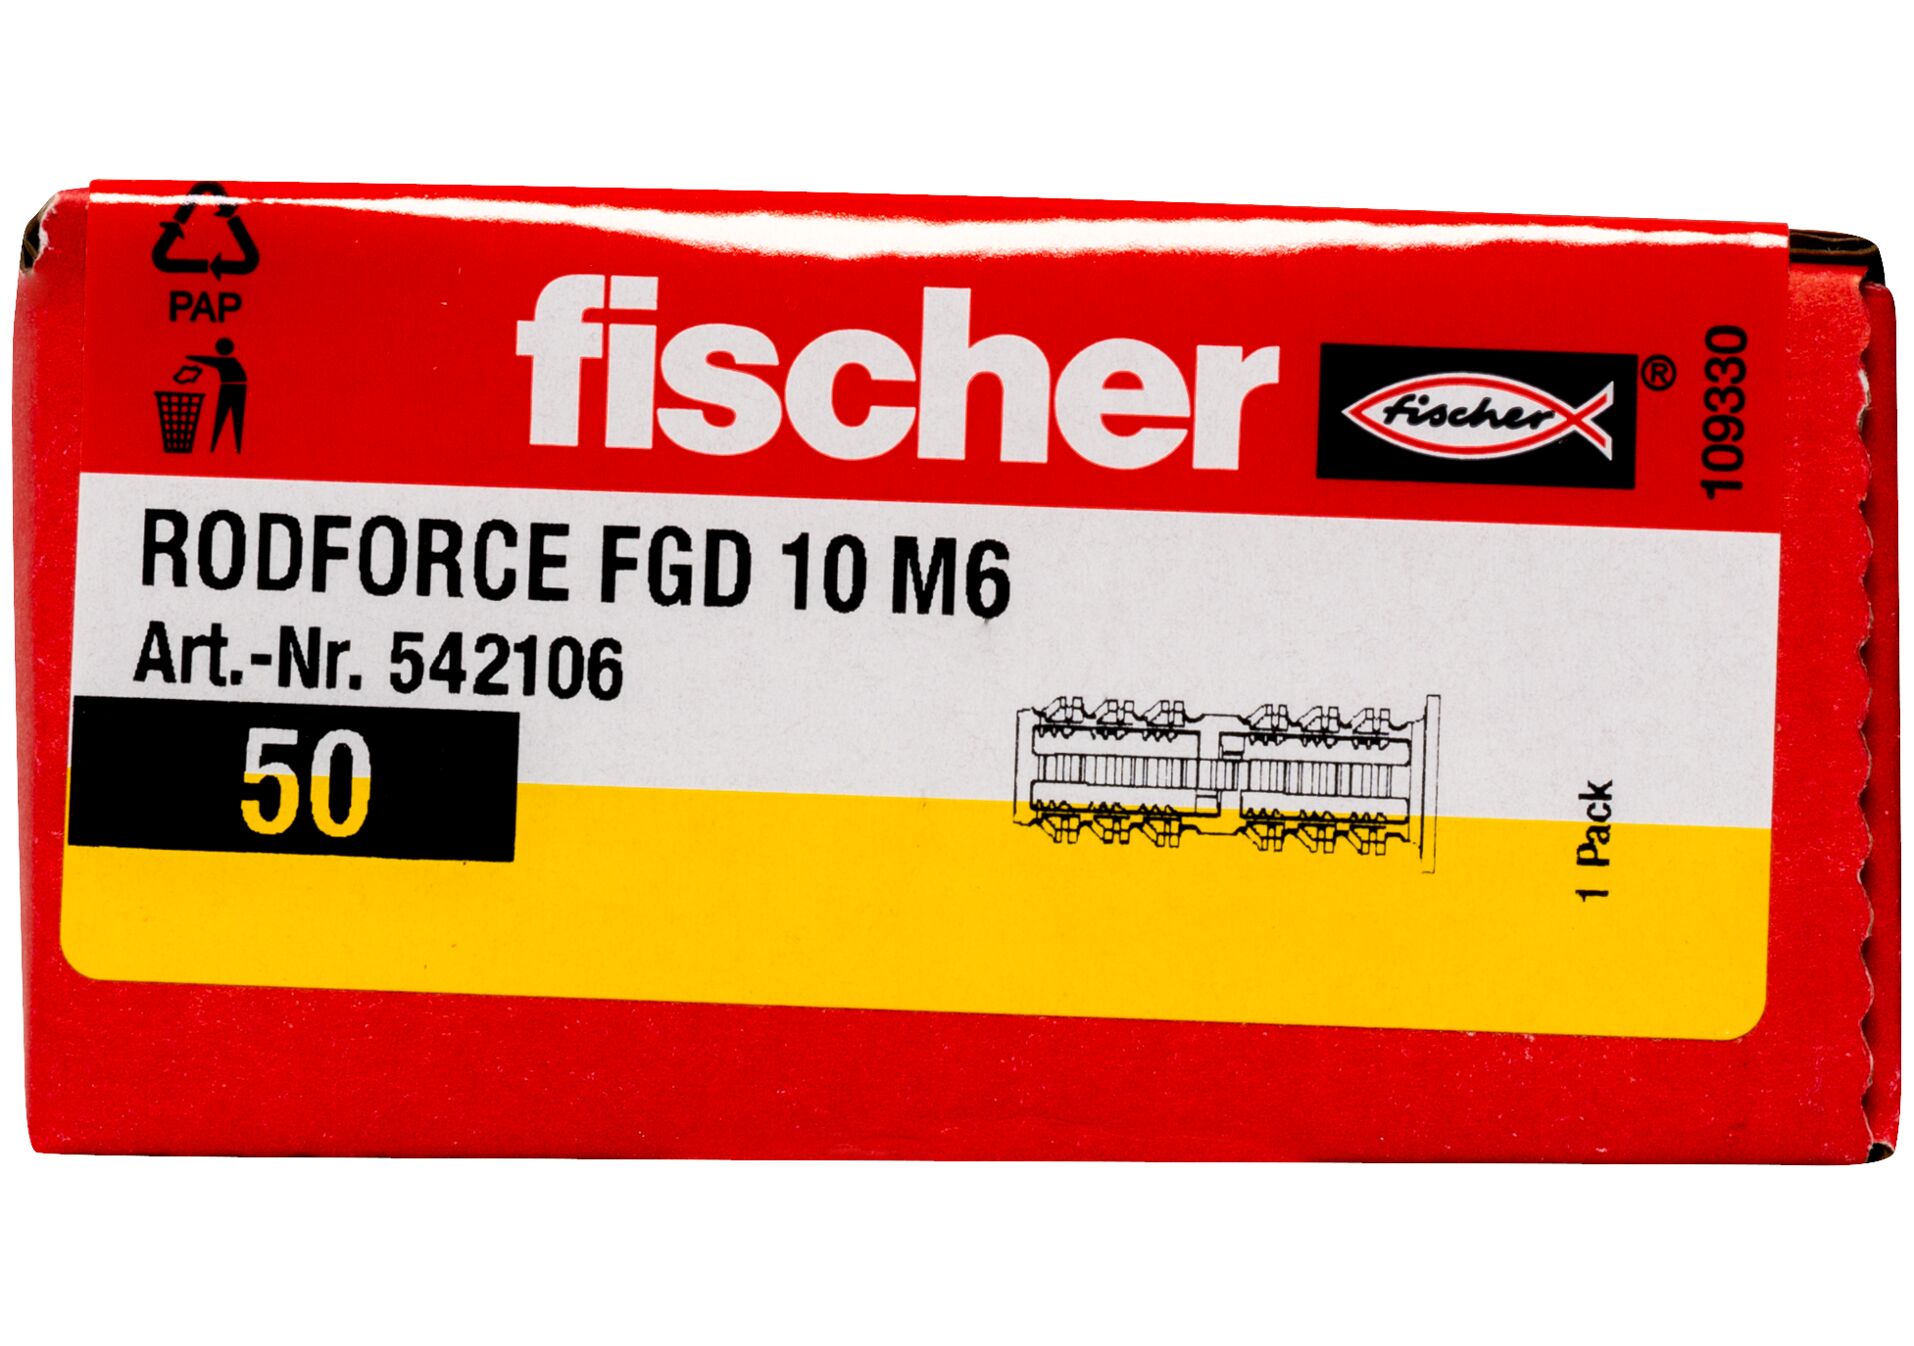 PAP
fischer
fischer ®
109330
RODFORCE FGD 10 M6
Art.-Nr. 542106
50
1 Pack